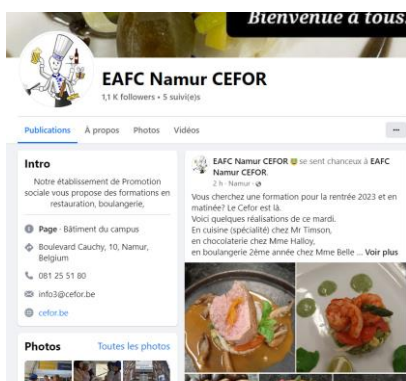 Bienvenue à tous!
EAFC Namur CEFOR
1,1 K followers • 5 suivi(e)s
Publications À propos Photos Vidéos
Intro
Notre établissement de Promotion
sociale vous propose des formations en
restauration, boulangerie,
Page · Bâtiment du campus
Boulevard Cauchy, 10, Namur,
Belgium
081 25 51 80
info3@cefor.be
cefor.be
Photos Toutes les photos
EAFC Namur CEFOR se sent chanceux à EAFC
Namur CEFOR.
2 h · Namur ·
Vous cherchez une formation pour la rentrée 2023 et en
matinée? Le Cefor est là.
Voici quelques réalisations de ce mardi.
En cuisine (spécialité) chez Mr Timson,
en chocolaterie chez Mme Halloy,
en boulangerie 2ème année chez Mme Belle ... Voir plus